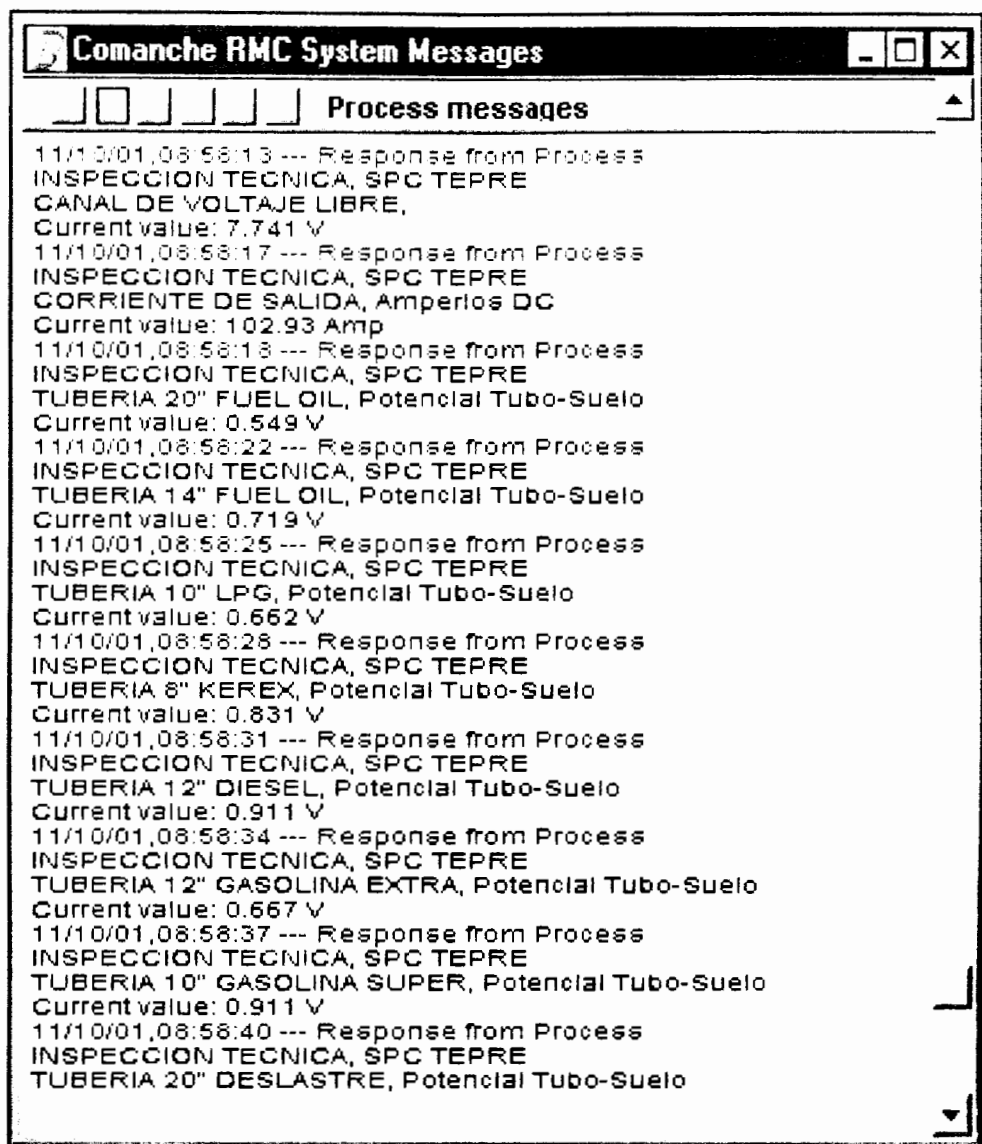 Comanche RMC System Messages
Process messages
11/10/01,08:58:13 --- Response from Process
INSPECCION TECNICA, SPC TEPRE
CANAL DE VOLTAJE LIBRE,
Current value: 7.741 V
11/10/01,08:58:17 --- Response from Process
INSPECCION TECNICA, SPC TEPRE
CORRIENTE DE SALIDA, Amperios DC
Current value: 102.93 Amp
11/10/01,08:58:18 --- Response from Process
INSPECCION TECNICA, SPC TEPRE
TUBERIA 20" FUEL OIL, Potencial Tubo-Suelo
Current value: 0.549 V
11/10/01,08:58:22 --- Response from Process
INSPECCION TECNICA, SPC TEPRE
TUBERIA 14" FUEL OIL, Potencial Tubo-Suelo
Current value: 0.719 V
11/10/01,08:58:25 --- Response from Process
INSPECCION TECNICA, SPC TEPRE
TUBERIA 10" LPG, Potencial Tubo-Suelo
Current value: 0.662 V
11/10/01,08:58:28 --- Response from Process
INSPECCION TECNICA, SPC TEPRE
TUBERIA 8" KEREX, Potencial Tubo-Suelo
Current value: 0.831 V
11/10/01,08:58:31 --- Response from Process
INSPECCION TECNICA, SPC TEPRE
TUBERIA 12" DIESEL, Potencial Tubo-Suelo
Current value: 0.911 V
11/10/01,08:58:34 --- Response from Process
INSPECCION TECNICA, SPC TEPRE
TUBERIA 12" GASOLINA EXTRA, Potencial Tubo-Suelo
Current value: 0.667 V
11/10/01,08:58:37 --- Response from Process
INSPECCION TECNICA, SPC TEPRE
TUBERIA 10" GASOLINA SUPER, Potencial Tubo-Suelo
Current value: 0.911 V
11/10/01,08:58:40 --- Response from Process
INSPECCION TECNICA, SPC TEPRE
TUBERIA 20" DESLASTRE, Potencial Tubo-Suelo